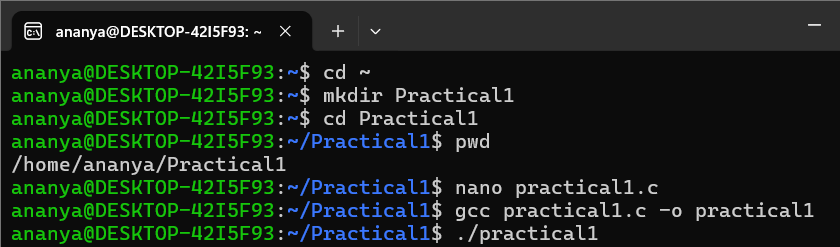 ananya@DESKTOP-42I5F93: ~
ananya@DESKTOP-42I5F93:~$ cd ~
ananya@DESKTOP-42I5F93:~$ mkdir Practical1
ananya@DESKTOP-42I5F93:~$ cd Practical1
ananya@DESKTOP-42I5F93:~/Practical1$ pwd
/home/ananya/Practical1
ananya@DESKTOP-42I5F93:~/Practical1$ nano practical1.c
ananya@DESKTOP-42I5F93:~/Practical1$ gcc practical1.c -o practical1
ananya@DESKTOP-42I5F93:~/Practical1$ ./practical1